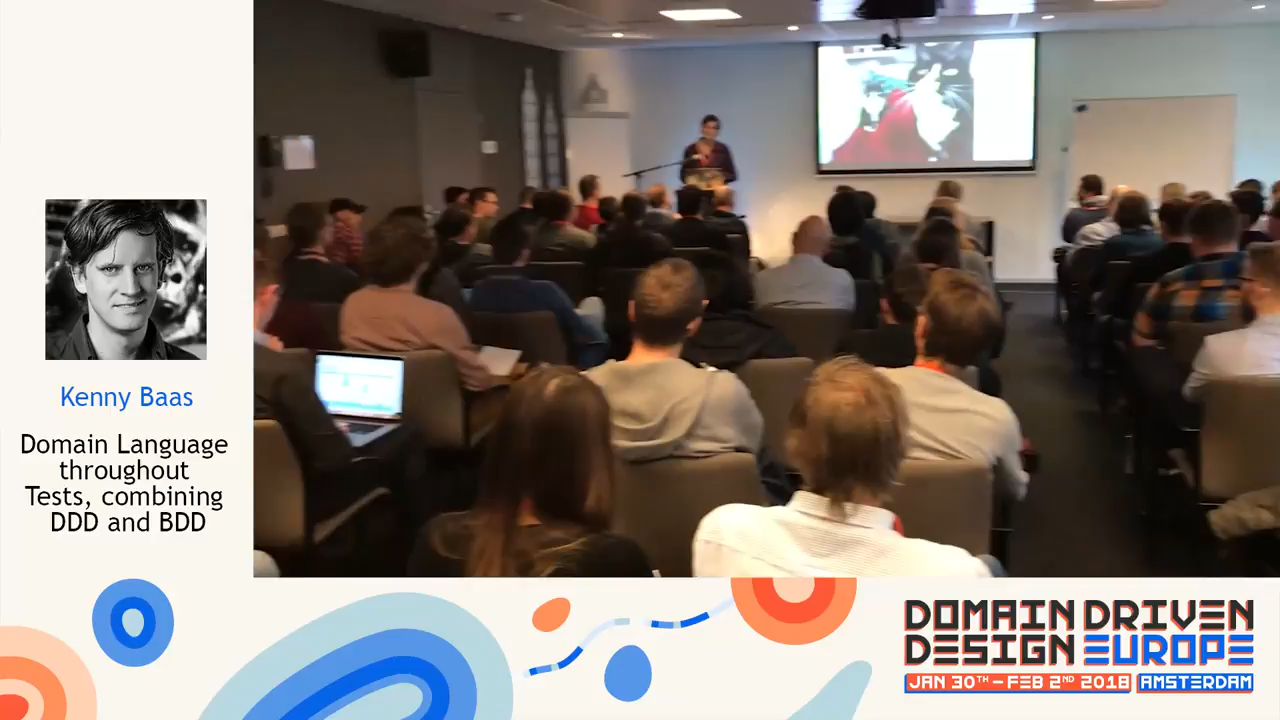 Kenny Baas
Domain Language
throughout
Tests, combining
DDD and BDD
DOMAIN DRIVEN
DESIGN EUROPE
JAN 30TH - FEB 2ND 2018 AMSTERDAM